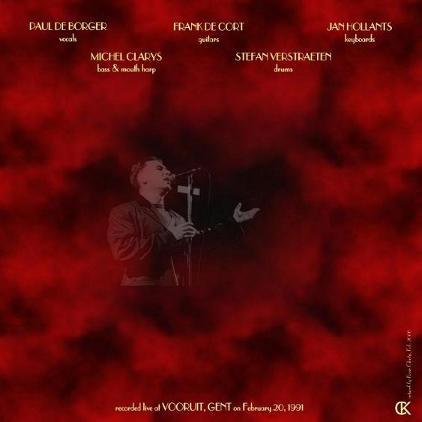 PAUL DE BORGER FRANK DE CORT JAN HOLLANTS
vocals guitars keyboards
MICHEL CLARYS STEFAN VERSTRAETEN
bass & mouth harp drums
recorded live at VOORUIT, GENT on February 20, 1991